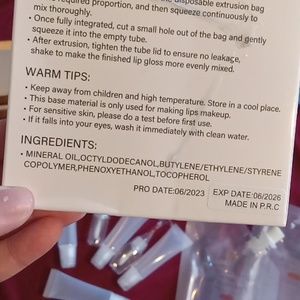 required proportion, and then squeeze continuously to
mix thoroughly.
• Once fully integrated, cut a small hole out of the bag and gently
squeeze it into the empty tube.
• After extrusion, tighten the tube lid to ensure no leakage,
shake to make the finished lip gloss more evenly mixed.
WARM TIPS:
• Keep away from children and high temperature. Store in a cool place.
• This base material is only used for making lips makeup.
• For sensitive skin, please do a test before first use.
• If it falls into your eyes, wash it immediately with clean water.
INGREDIENTS:
• MINERAL OIL,OCTYLDODECANOL,BUTYLENE/ETHYLENE/STYRENE
COPOLYMER,PHENOXYETHANOL,TOCOPHEROL
PRO DATE:06/2023 EXP DATE:06/2026
MADE IN P.R.C